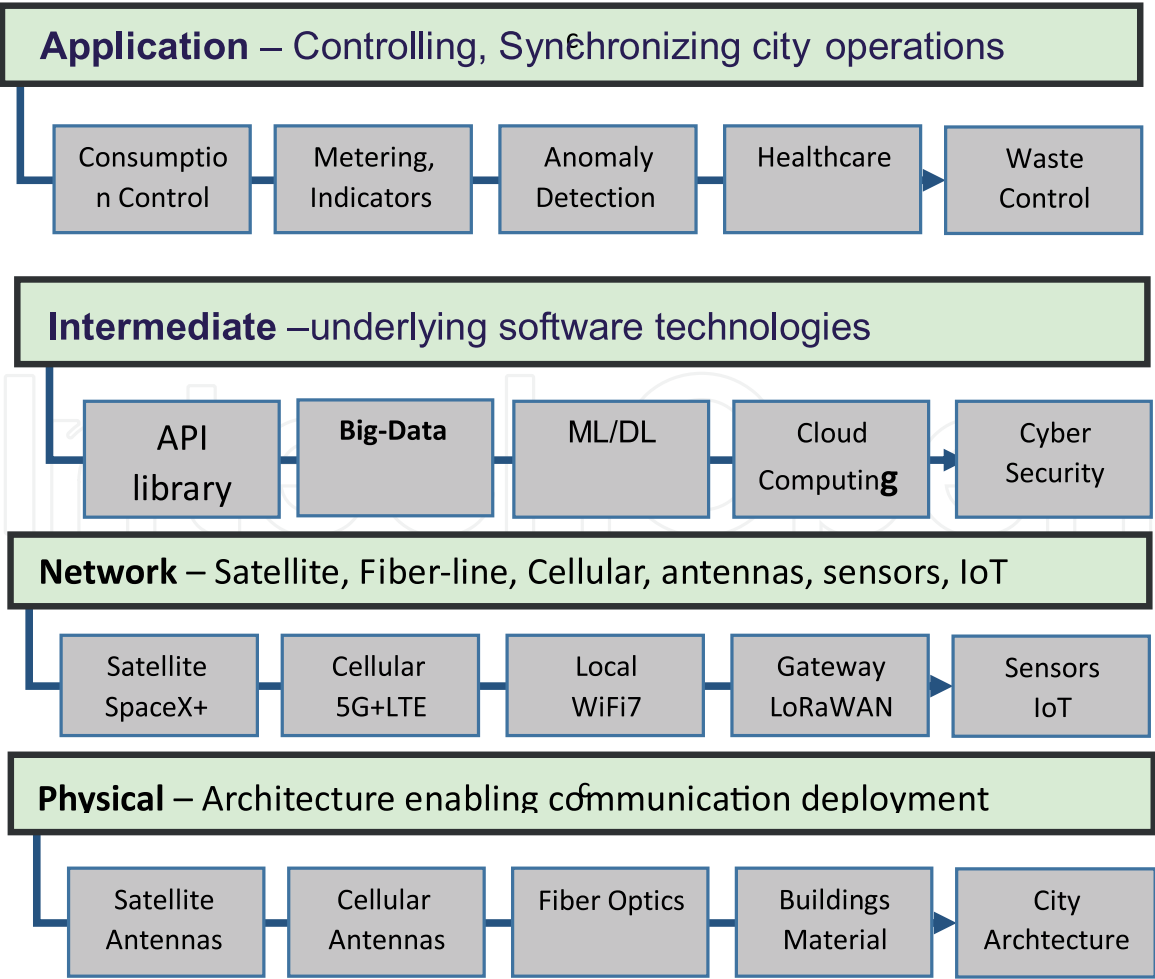 Application – Controlling, Synchronizing city operations
Consumptio
n Control
Metering,
Indicators
Anomaly
Detection
Healthcare
Waste
Control
Intermediate –underlying software technologies
API
library
Big-Data
ML/DL
Cloud
Computing
Cyber
Security
Network – Satellite, Fiber-line, Cellular, antennas, sensors, IoT
Satellite
SpaceX+
Cellular
5G+LTE
Local
WiFi7
Gateway
LoRaWAN
Sensors
IoT
Physical – Architecture enabling communication deployment
Satellite
Antennas
Cellular
Antennas
Fiber Optics
Buildings
Material
City
Archtecture